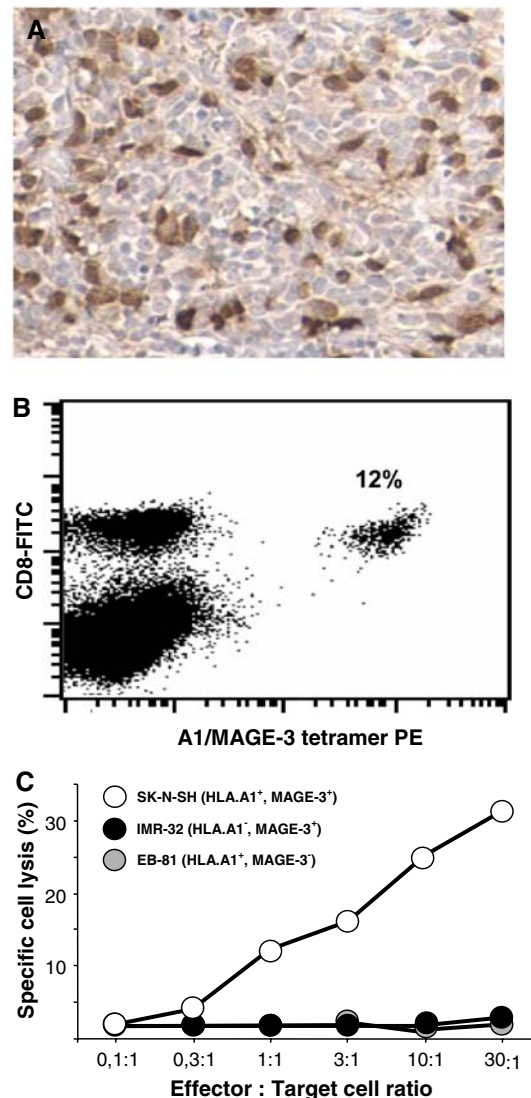 A
B
12%
CD8-FITC
A1/MAGE-3 tetramer PE
C
SK-N-SH (HLA.A1⁺, MAGE-3⁺)
IMR-32 (HLA.A1⁻, MAGE-3⁺)
EB-81 (HLA.A1⁺, MAGE-3⁻)
Specific cell lysis (%)
30
20
10
0,1:1 0,3:1 1:1 3:1 10:1 30:1
Effector : Target cell ratio